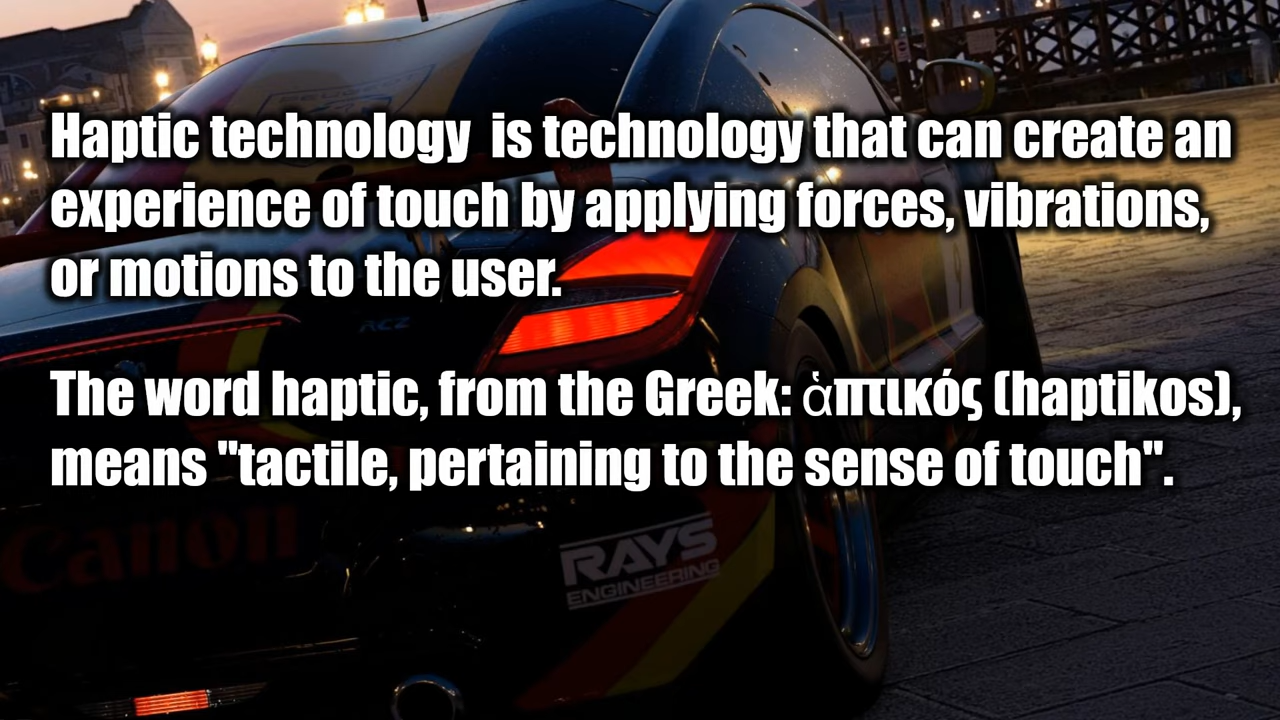 Haptic technology  is technology that can create an
experience of touch by applying forces, vibrations,
or motions to the user.
RCZ
The word haptic, from the Greek: ἁπτικός (haptikos),
means "tactile, pertaining to the sense of touch".
Canon
RAYS
ENGINEERING